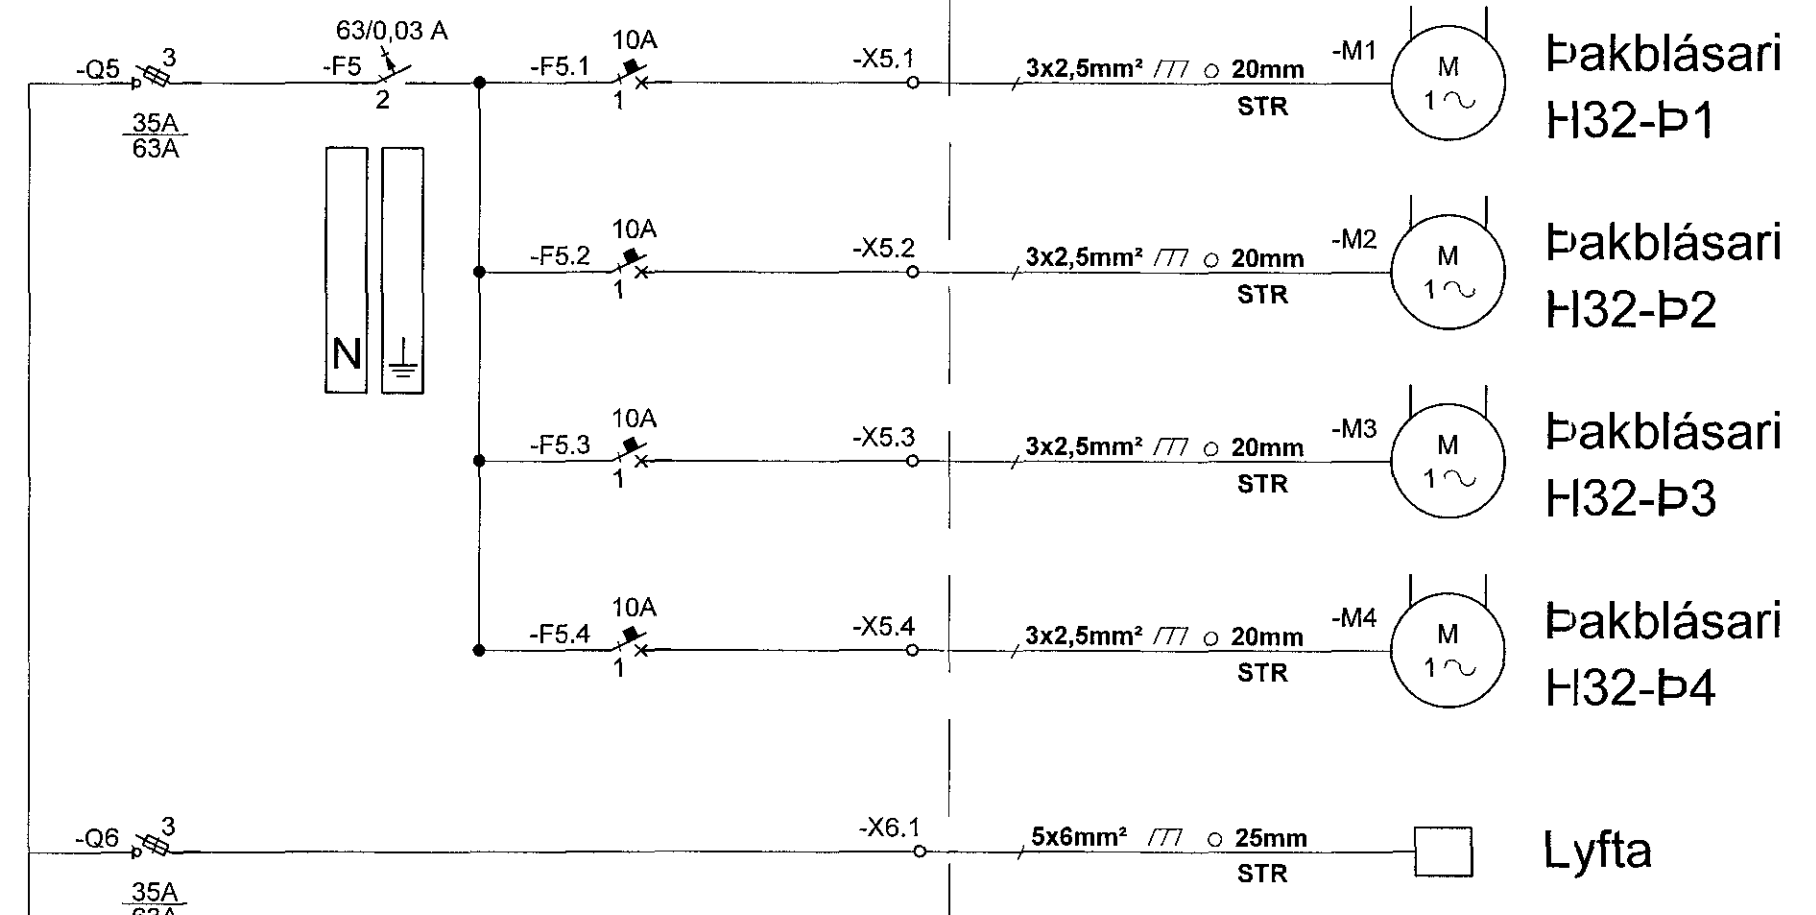 63/0,03 A
-Q5
3
-F5
2
35A
63A
10A
-F5.1
1
-X5.1
3x2,5mm² 20mm
STR
-M1
M
1
Þakblásari
H32-Þ1
10A
-F5.2
1
-X5.2
3x2,5mm² 20mm
STR
-M2
M
1
Þakblásari
H32-Þ2
N
10A
-F5.3
1
-X5.3
3x2,5mm² 20mm
STR
-M3
M
1
Þakblásari
H32-Þ3
10A
-F5.4
1
-X5.4
3x2,5mm² 20mm
STR
-M4
M
1
Þakblásari
H32-Þ4
-Q6
3
35A
-X6.1
5x6mm² 25mm
STR
Lyfta